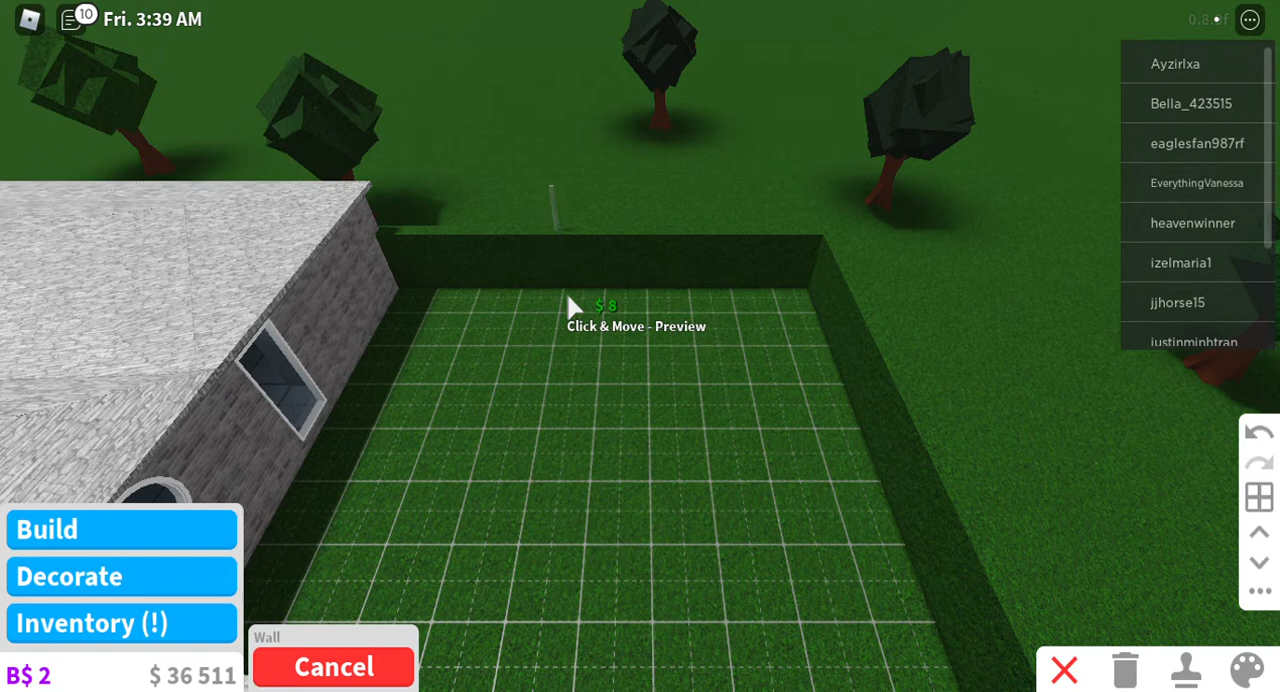 10
Fri. 3:39 AM
Ayzirlxa
Bella_423515
eaglesfan987rf
EverythingVanessa
heavenwinner
izelmaria1
jjhorse15
justinminhtran
$ 8
Click & Move - Preview
Build
Decorate
Inventory (!)
B$ 2
$ 36 511
Wall
Cancel